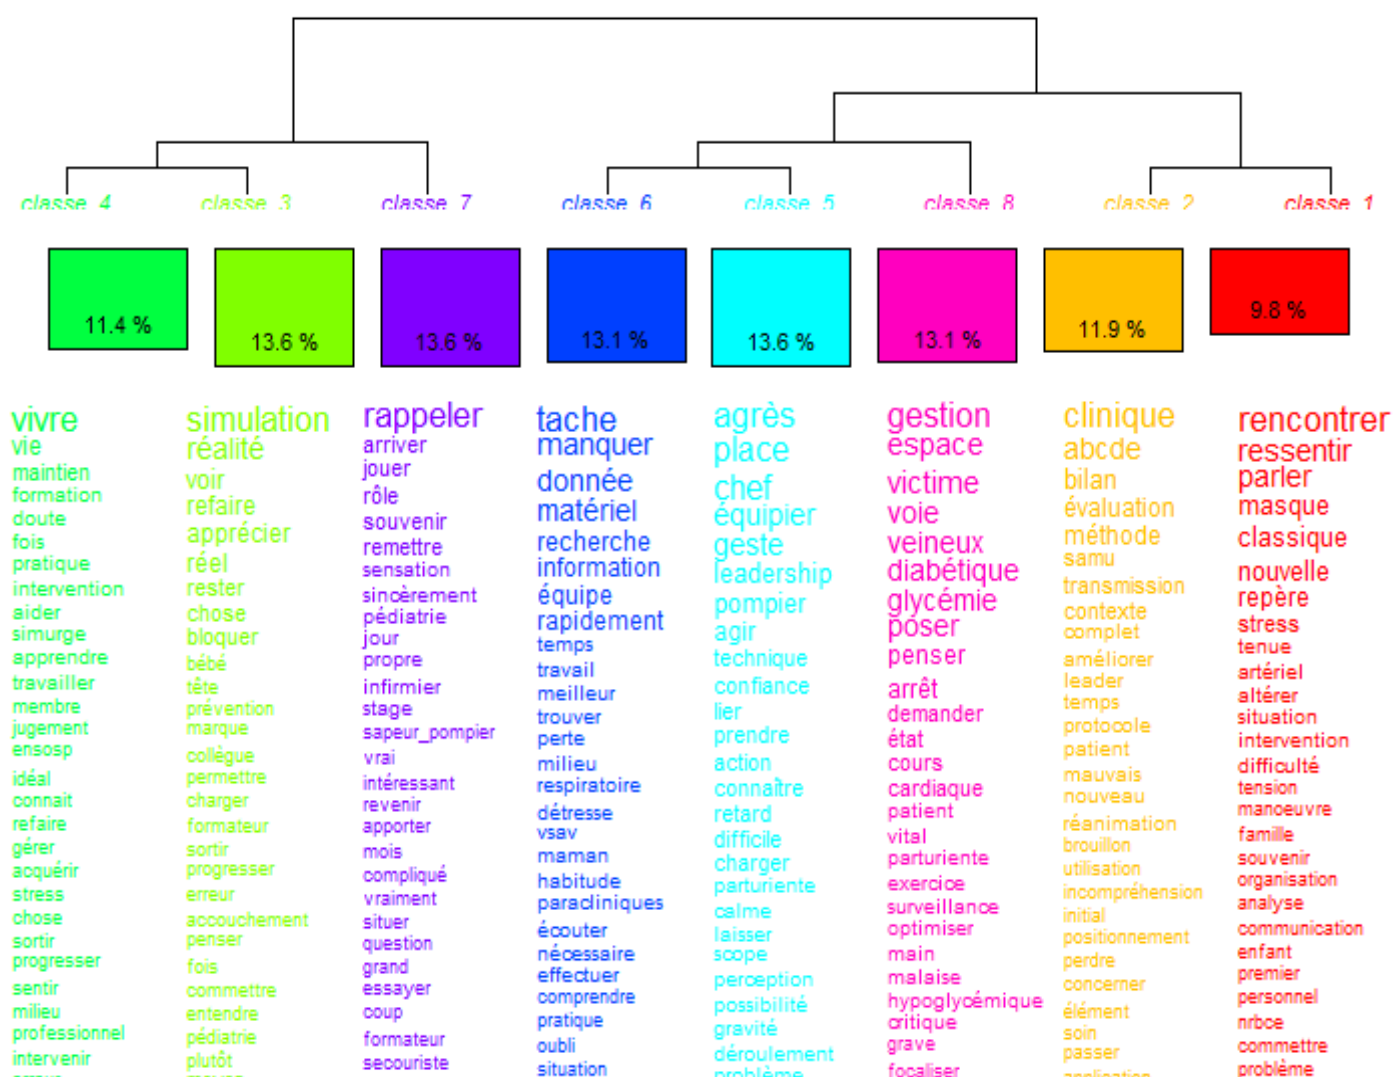 classe 4
classe 3
classe 7
classe 6
classe 5
classe 8
classe 2
classe 1
11.4 %
13.6 %
13.6 %
13.1 %
13.6 %
13.1 %
11.9 %
9.8 %
vivre
vie
maintien
formation
doute
fois
pratique
intervention
aider
simurge
apprendre
travailler
membre
jugement
ensosp
idéal
connait
refaire
gérer
acquérir
stress
chose
sortir
progresser
sentir
milieu
professionnel
intervenir
simulation
réalité
voir
refaire
apprécier
réel
rester
chose
bloquer
bébé
tête
prévention
marque
collègue
permettre
charger
formateur
sortir
progresser
erreur
accouchement
penser
fois
commettre
entendre
pédiatrie
plutôt
rappeler
arriver
jouer
rôle
souvenir
remettre
sensation
sincèrement
pédiatrie
jour
propre
infirmier
stage
sapeur_pompier
vrai
intéressant
revenir
apporter
mois
compliqué
vraiment
situer
question
grand
essayer
coup
formateur
secouriste
tache
manquer
donnée
matériel
recherche
information
équipe
rapidement
temps
travail
meilleur
trouver
perte
milieu
respiratoire
détresse
vsav
maman
habitude
paracliniques
écouter
nécessaire
effectuer
comprendre
pratique
oubli
situation
agrès
place
chef
équipier
geste
leadership
pompier
agir
technique
confiance
lier
prendre
action
connaître
retard
difficile
charger
parturiente
calme
laisser
scope
perception
possibilité
gravité
déroulement
problème
gestion
espace
victime
voie
veineux
diabétique
glycémie
poser
penser
arrêt
demander
état
cours
cardiaque
patient
vital
parturiente
exercice
surveillance
optimiser
main
malaise
hypoglycémique
critique
grave
focaliser
clinique
abcde
bilan
évaluation
méthode
samu
transmission
contexte
complet
améliorer
leader
temps
protocole
patient
mauvais
nouveau
réanimation
brouillon
utilisation
incompréhension
initial
positionnement
perdre
concerner
élément
soin
passer
application
rencontrer
ressentir
parler
masque
classique
nouvelle
repère
stress
tenue
artériel
altérer
situation
intervention
difficulté
tension
manoeuvre
famille
souvenir
organisation
analyse
communication
enfant
premier
personnel
nrbce
commettre
problème